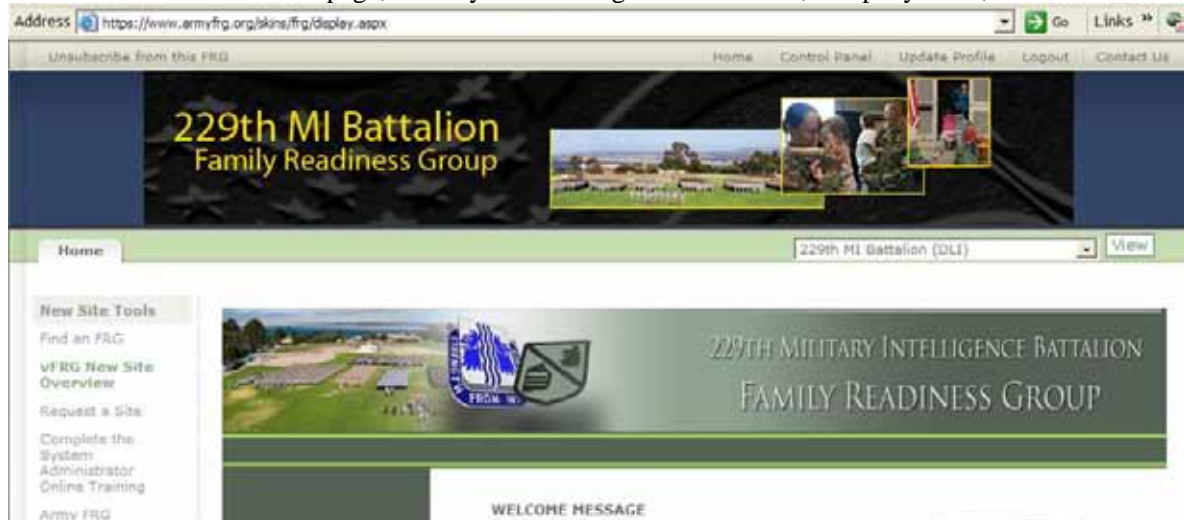 Address https://www.armyfrg.org/skins/frg/display.aspx Go Links »
Unsubscribe from this FRG Home Control Panel Update Profile Logout Contact Us
229th MI Battalion
Family Readiness Group
Home 229th MI Battalion (DLI) View
New Site Tools
Find an FRG
vFRG New Site
Overview
Request a Site
Complete the
System
Administrator
Online Training
Army FRG
229TH MILITARY INTELLIGENCE BATTALION
FAMILY READINESS GROUP
WELCOME MESSAGE